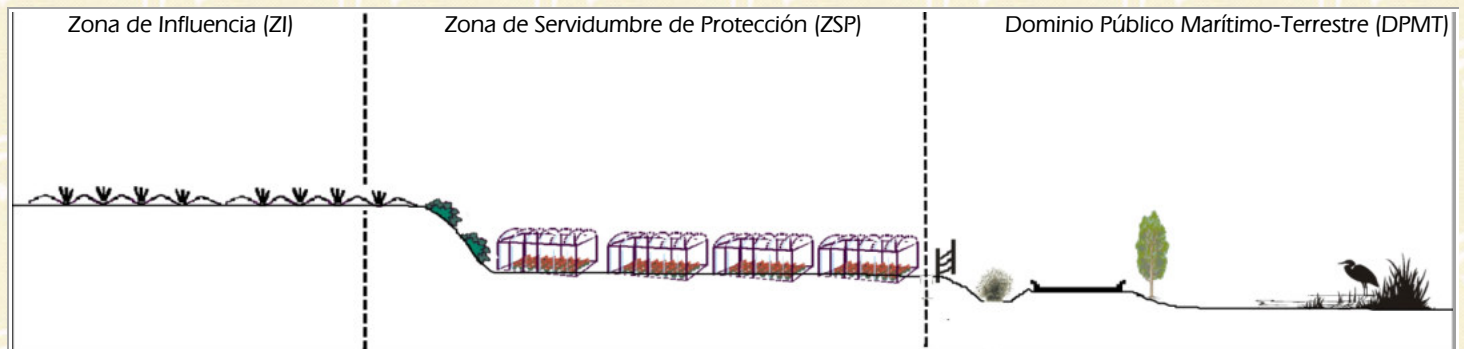 Zona de Influencia (ZI)
Zona de Servidumbre de Protección (ZSP)
Dominio Público Marítimo-Terrestre (DPMT)